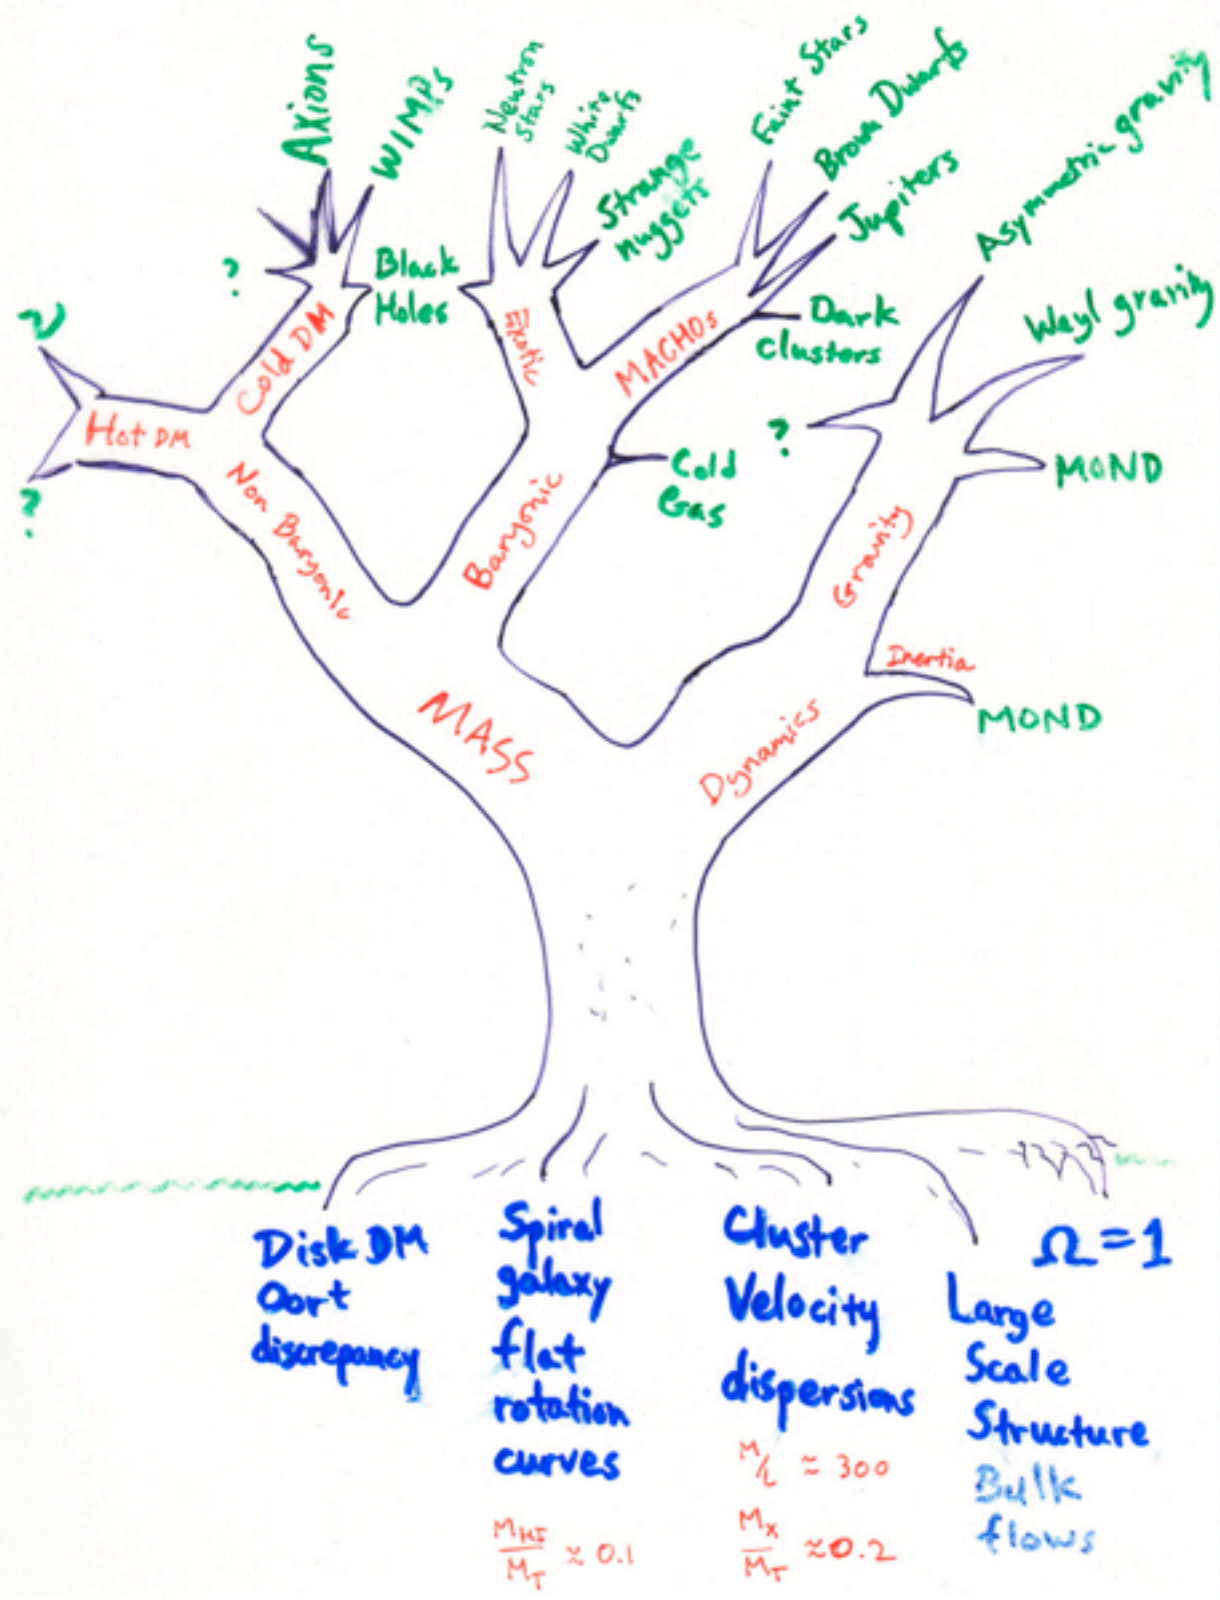 Axions
WIMPs
Neutron
Stars
White
Dwarfs
Strange
nuggets
Faint Stars
Brown Dwarfs
Jupiters
Asymmetric gravity
Weyl gravity
?
Black
Holes
ν
Cold DM
Exotic
MACHOs
Dark
clusters
Hot DM
?
?
Cold
Gas
MOND
Non Baryonic
Baryonic
Gravity
Inertia
MOND
MASS
Dynamics
Disk DM
Oort
discrepancy
Spiral
galaxy
flat
rotation
curves
M_HI/M_T ≈ 0.1
Cluster
Velocity
dispersions
M/L ≈ 300
M_X/M_T ≈ 0.2
Ω = 1
Large
Scale
Structure
Bulk
flows